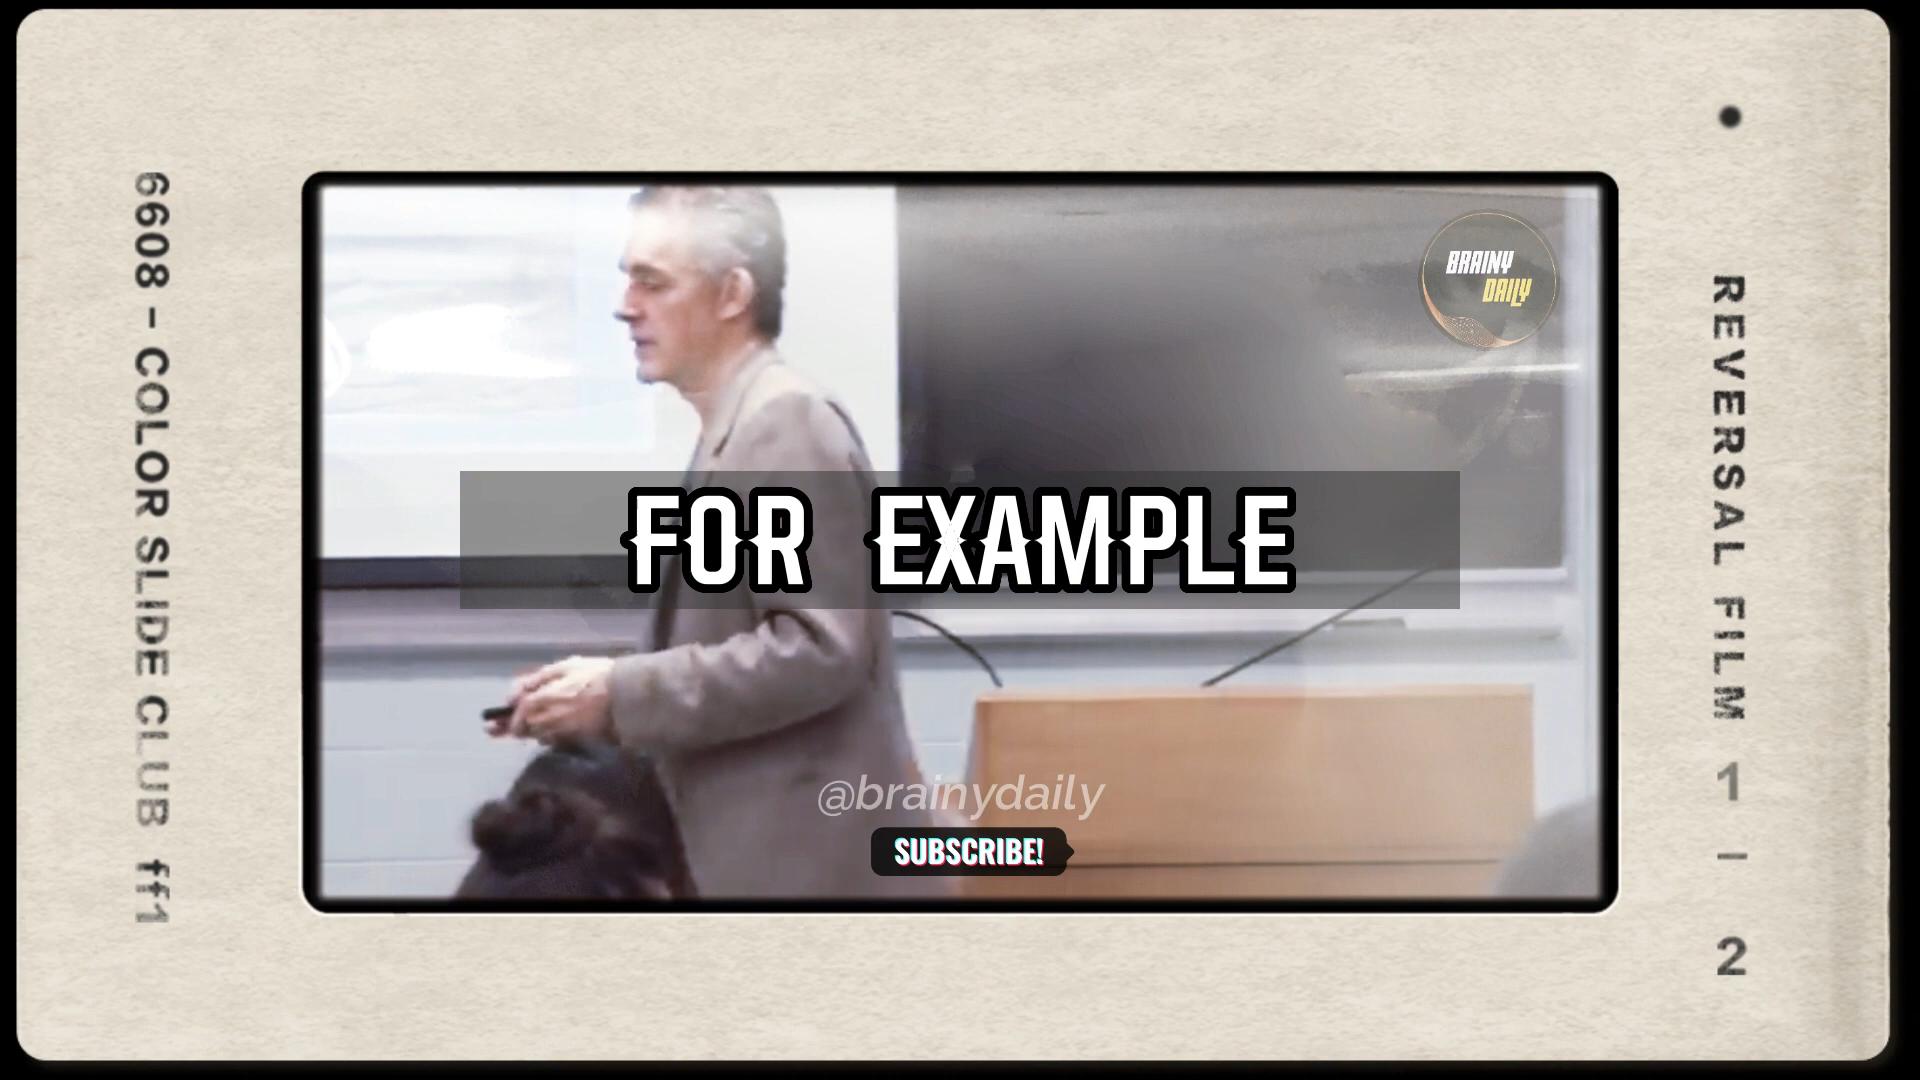 6608 - COLOR SLIDE CLUB ff1
BRAINY
DAILY
FOR EXAMPLE
@brainydaily
SUBSCRIBE!
REVERSAL FILM 1 - 2